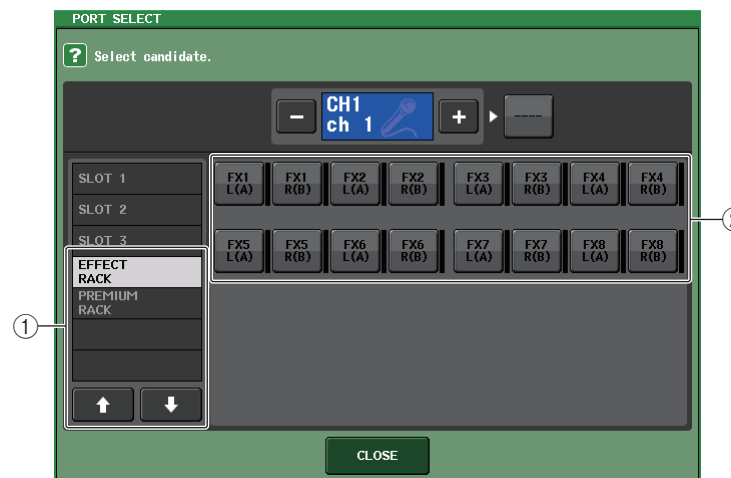 PORT SELECT
? Select candidate.
CH1
ch 1
− + ----
SLOT 1
SLOT 2
SLOT 3
EFFECT
RACK
PREMIUM
RACK
FX1 L(A) FX1 R(B) FX2 L(A) FX2 R(B) FX3 L(A) FX3 R(B) FX4 L(A) FX4 R(B)
FX5 L(A) FX5 R(B) FX6 L(A) FX6 R(B) FX7 L(A) FX7 R(B) FX8 L(A) FX8 R(B)
①
CLOSE